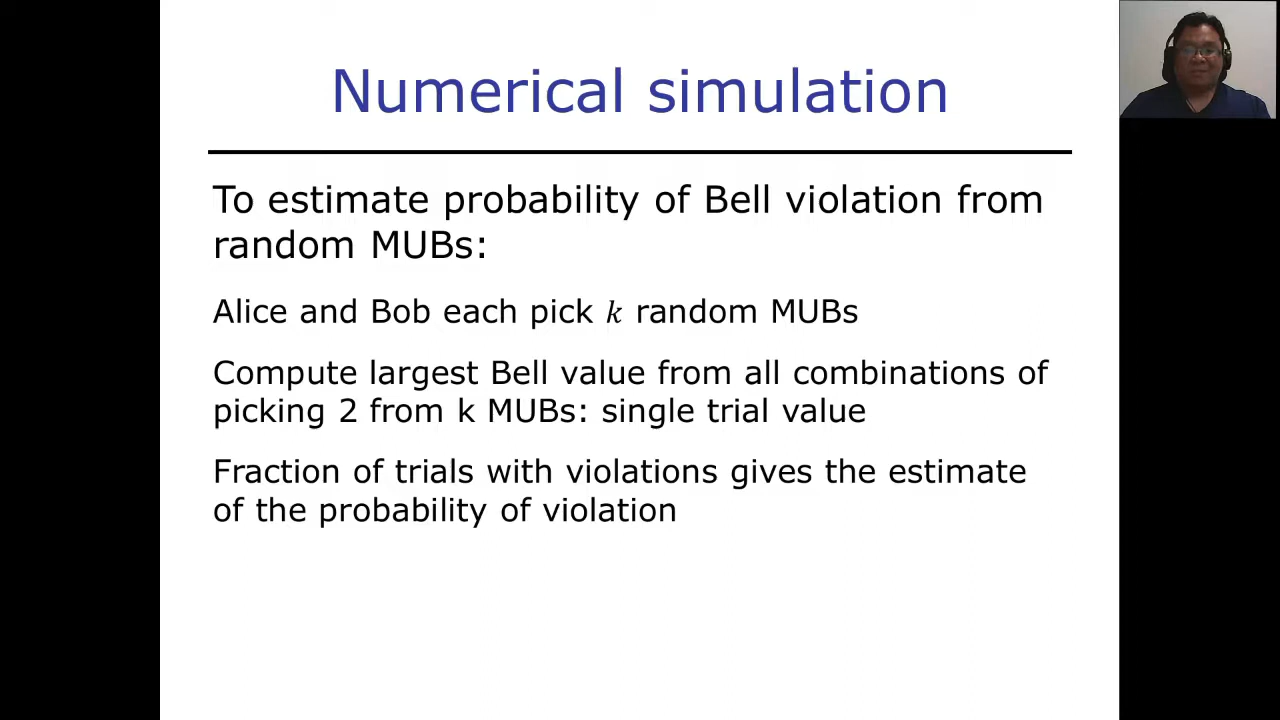 Numerical simulation
To estimate probability of Bell violation from
random MUBs:
Alice and Bob each pick k random MUBs
Compute largest Bell value from all combinations of
picking 2 from k MUBs: single trial value
Fraction of trials with violations gives the estimate
of the probability of violation